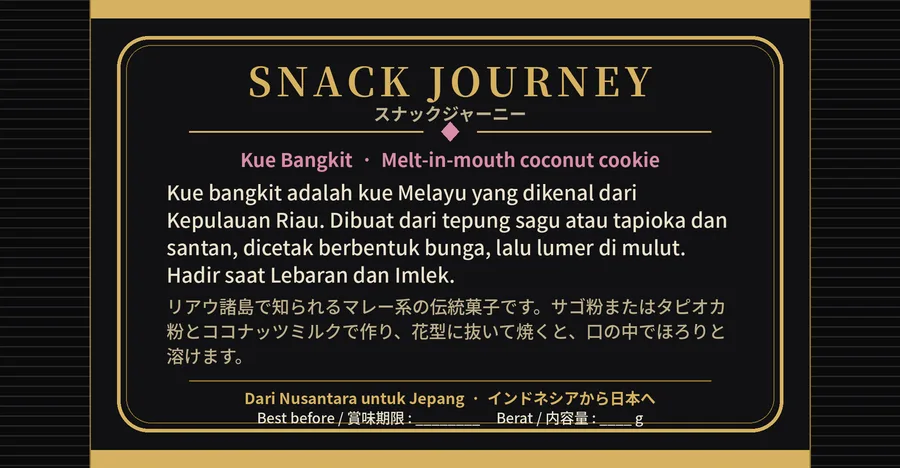 SNACK JOURNEY
スナックジャーニー
Kue Bangkit · Melt-in-mouth coconut cookie
Kue bangkit adalah kue Melayu yang dikenal dari
Kepulauan Riau. Dibuat dari tepung sagu atau tapioka dan
santan, dicetak berbentuk bunga, lalu lumer di mulut.
Hadir saat Lebaran dan Imlek.
リアウ諸島で知られるマレー系の伝統菓子です。サゴ粉またはタピオカ
粉とココナッツミルクで作り、花型に抜いて焼くと、口の中でほろりと
溶けます。
Dari Nusantara untuk Jepang · インドネシアから日本へ
Best before / 賞味期限 : ________ Berat / 内容量 : ____ g